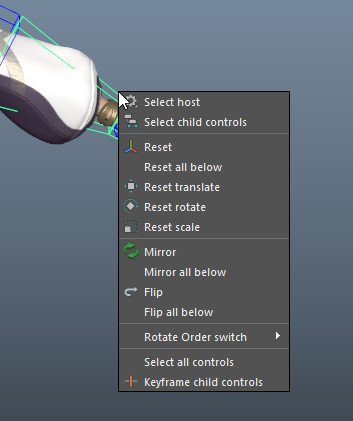 Select host
Select child controls
Reset
Reset all below
Reset translate
Reset rotate
Reset scale
Mirror
Mirror all below
Flip
Flip all below
Rotate Order switch
Select all controls
Keyframe child controls